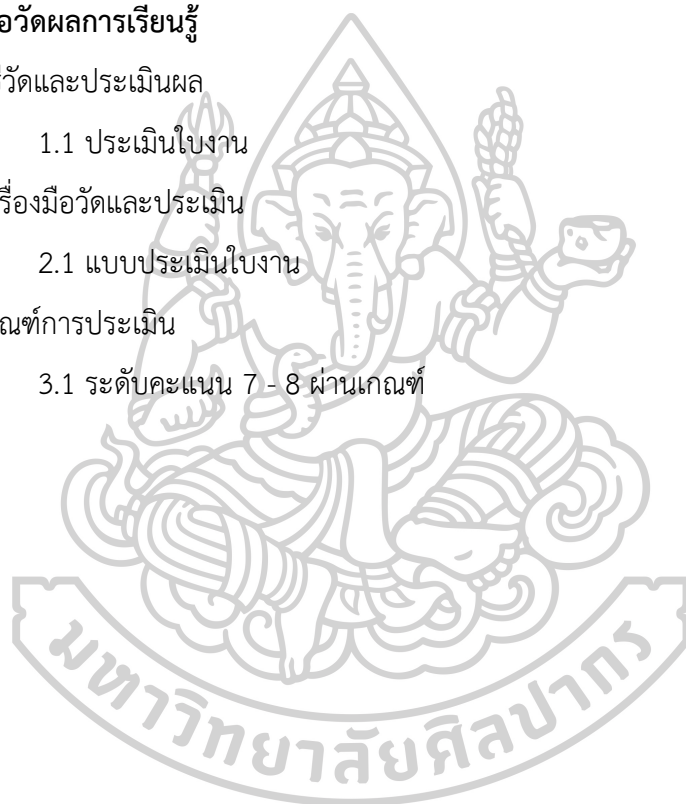 อวัดผลการเรียนรู้
วัดและประเมินผล
1.1 ประเมินใบงาน
รื่องมือวัดและประเมิน
2.1 แบบประเมินใบงาน
ณฑ์การประเมิน
3.1 ระดับคะแนน 7 - 8 ผ่านเกณฑ์
มหาวิทยาลัยศิลปากร